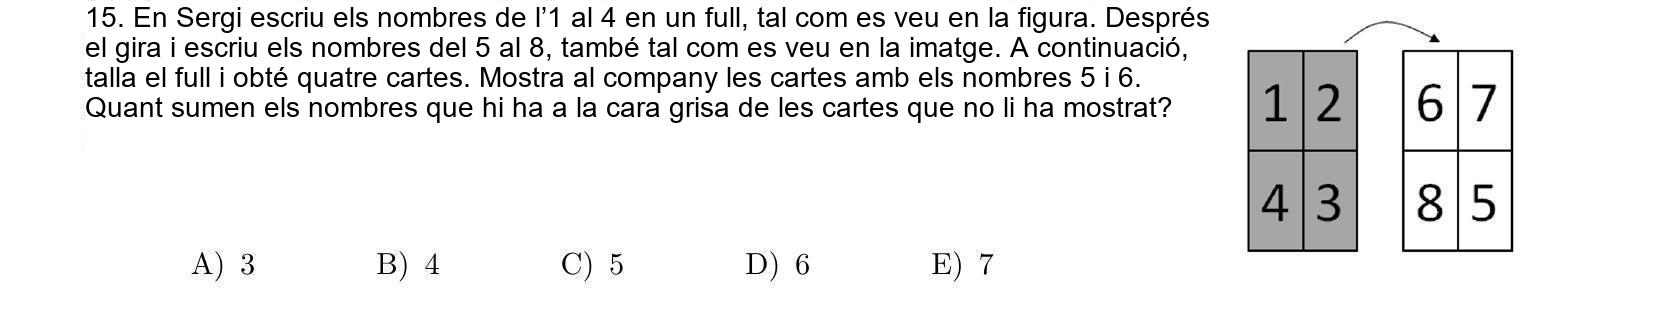 15. En Sergi escriu els nombres de l'1 al 4 en un full, tal com es veu en la figura. Després
el gira i escriu els nombres del 5 al 8, també tal com es veu en la imatge. A continuació,
talla el full i obté quatre cartes. Mostra al company les cartes amb els nombres 5 i 6.
Quant sumen els nombres que hi ha a la cara grisa de les cartes que no li ha mostrat?
1 2 6 7
4 3 8 5
A) 3 B) 4 C) 5 D) 6 E) 7